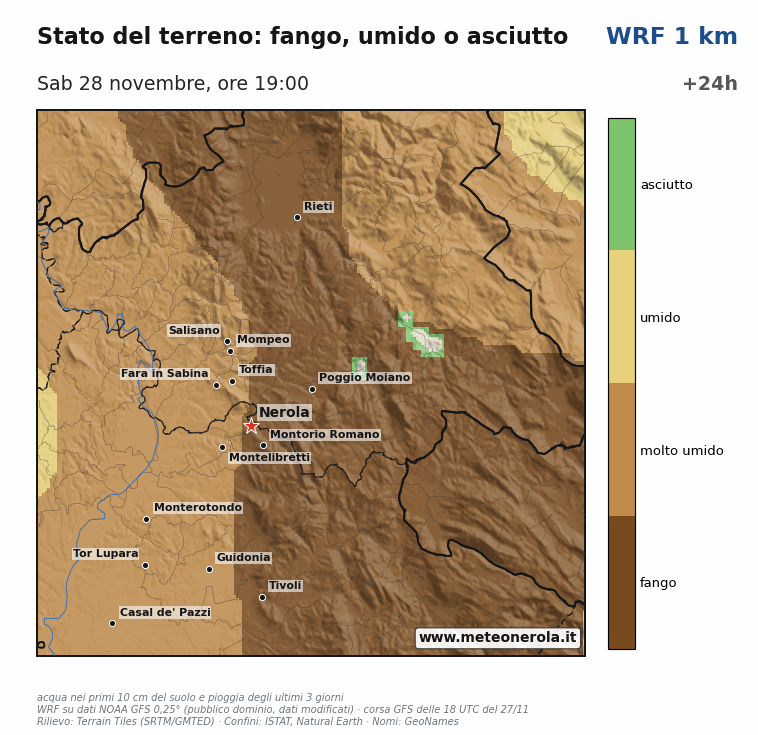 Stato del terreno: fango, umido o asciutto
WRF 1 km
Sab 28 novembre, ore 19:00
+24h
asciutto
Rieti
umido
Salisano
Mompeo
Toffia
Fara in Sabina
Poggio Moiano
Nerola
Montorio Romano
molto umido
Montelibretti
Monterotondo
Tor Lupara
Guidonia
fango
Tivoli
Casal de' Pazzi
www.meteonerola.it
acqua nei primi 10 cm del suolo e pioggia degli ultimi 3 giorni
WRF su dati NOAA GFS 0,25° (pubblico dominio, dati modificati) · corsa GFS delle 18 UTC del 27/11
Rilievo: Terrain Tiles (SRTM/GMTED) · Confini: ISTAT, Natural Earth · Nomi: GeoNames